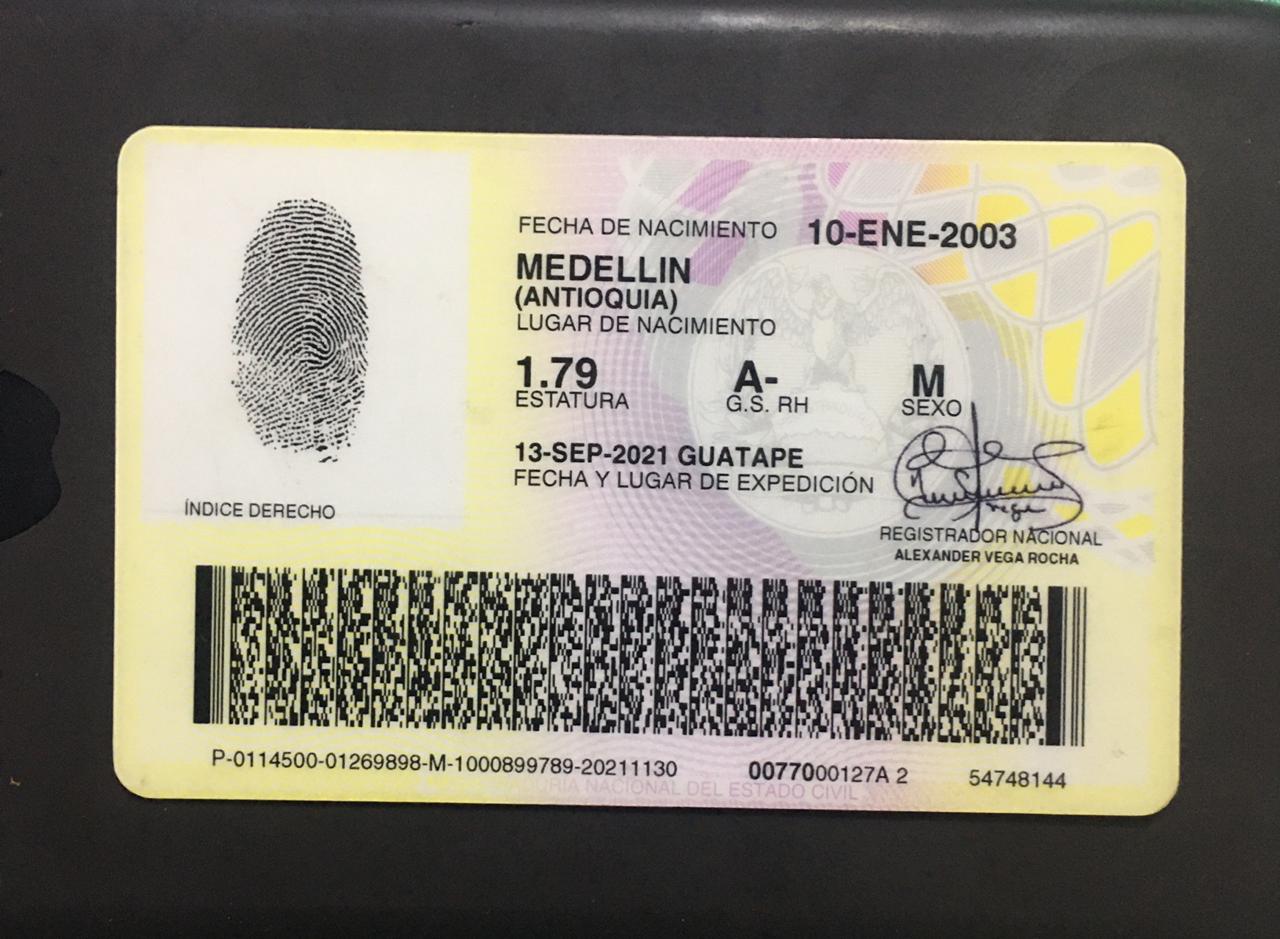 FECHA DE NACIMIENTO 10-ENE-2003
MEDELLIN
(ANTIOQUIA)
LUGAR DE NACIMIENTO
1.79 A- M
ESTATURA G.S. RH SEXO
13-SEP-2021 GUATAPE
FECHA Y LUGAR DE EXPEDICIÓN
ÍNDICE DERECHO
REGISTRADOR NACIONAL
ALEXANDER VEGA ROCHA
P-0114500-01269898-M-1000899789-20211130 0077000127A 2 54748144
NACIONAL DEL ESTADO CIVIL